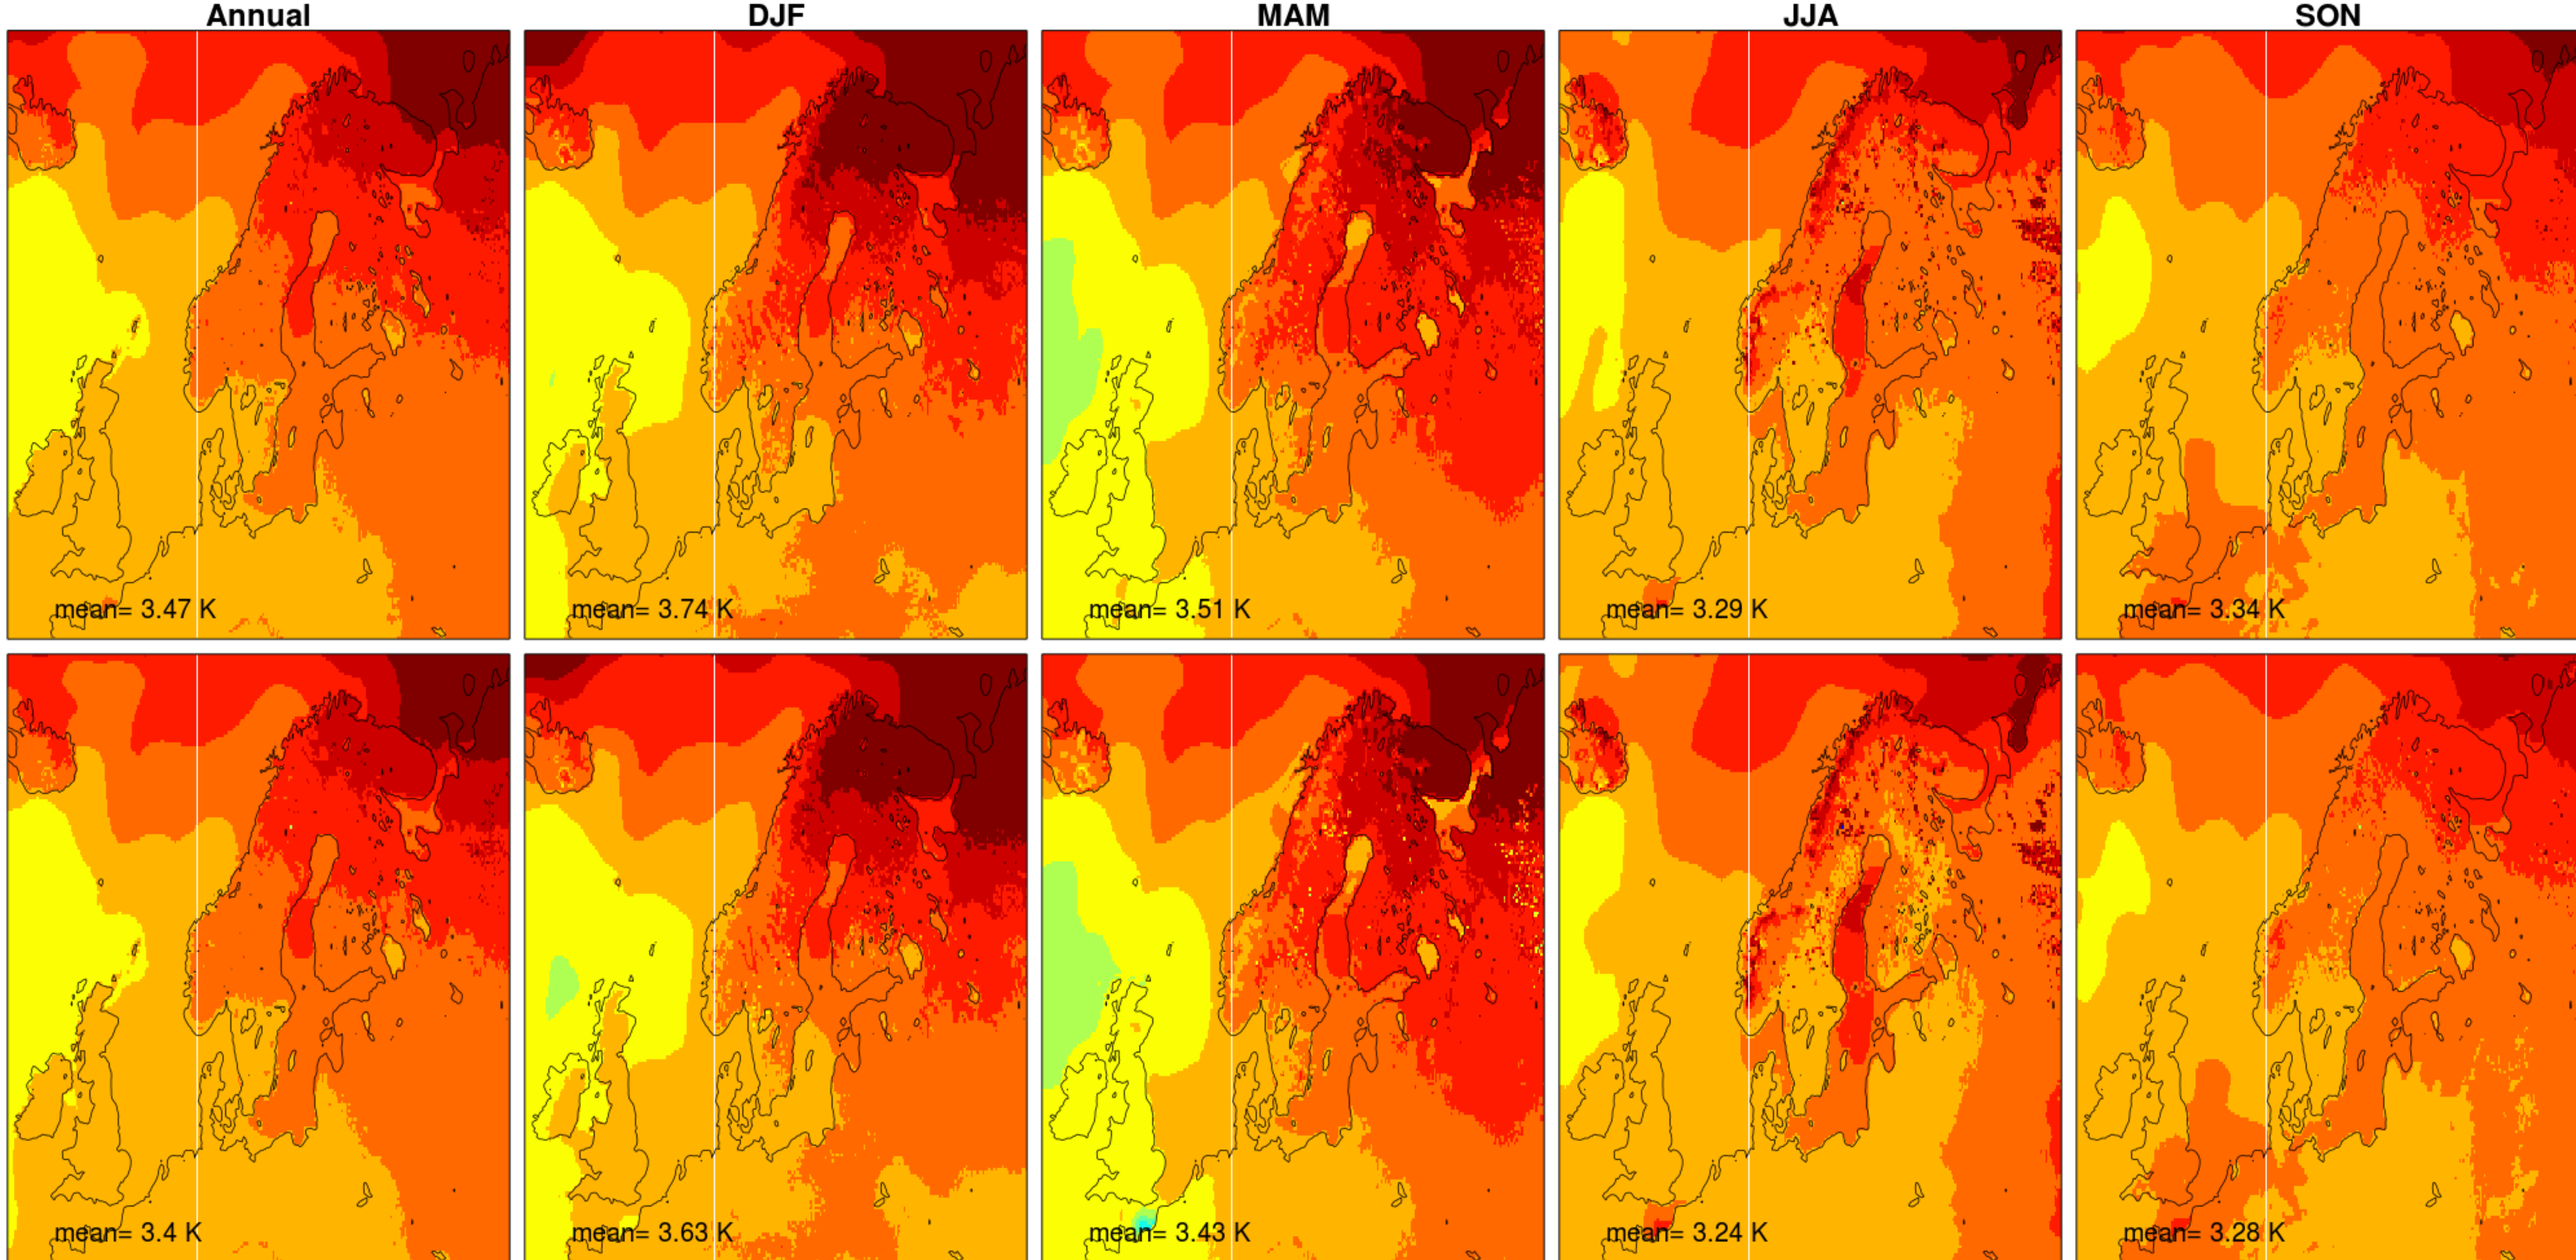 Annual DJF MAM JJA SON
mean= 3.47 K mean= 3.74 K mean= 3.51 K mean= 3.29 K mean= 3.34 K
mean= 3.4 K mean= 3.63 K mean= 3.43 K mean= 3.24 K mean= 3.28 K